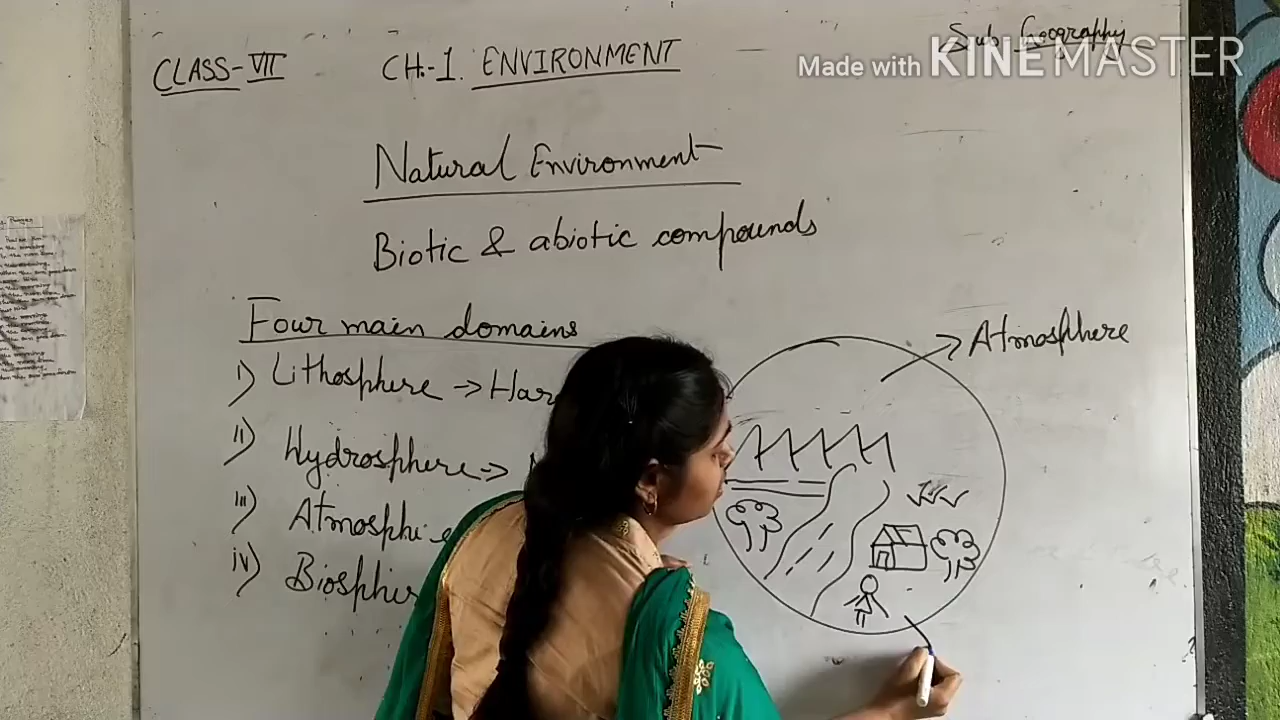 Sub. Geography
Made with KINEMASTER
CLASS-VII CH.-1. ENVIRONMENT
Natural Environment
Biotic & abiotic compounds
Four main domains
i) Lithosphere → Har
ii) Hydrosphere →
iii) Atmosphe
iv) Biospher
Atmosphere